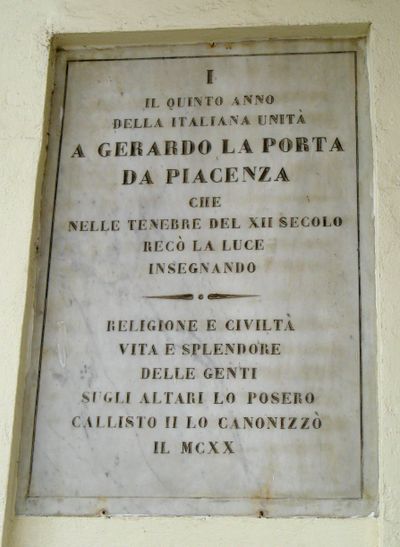 I
IL QUINTO ANNO
DELLA ITALIANA UNITÀ
A GERARDO LA PORTA
DA PIACENZA
CHE
NELLE TENEBRE DEL XII SECOLO
RECÒ LA LUCE
INSEGNANDO
RELIGIONE E CIVILTÀ
VITA E SPLENDORE
DELLE GENTI
SUGLI ALTARI LO POSERO
CALLISTO II LO CANONIZZÒ
IL MCXX